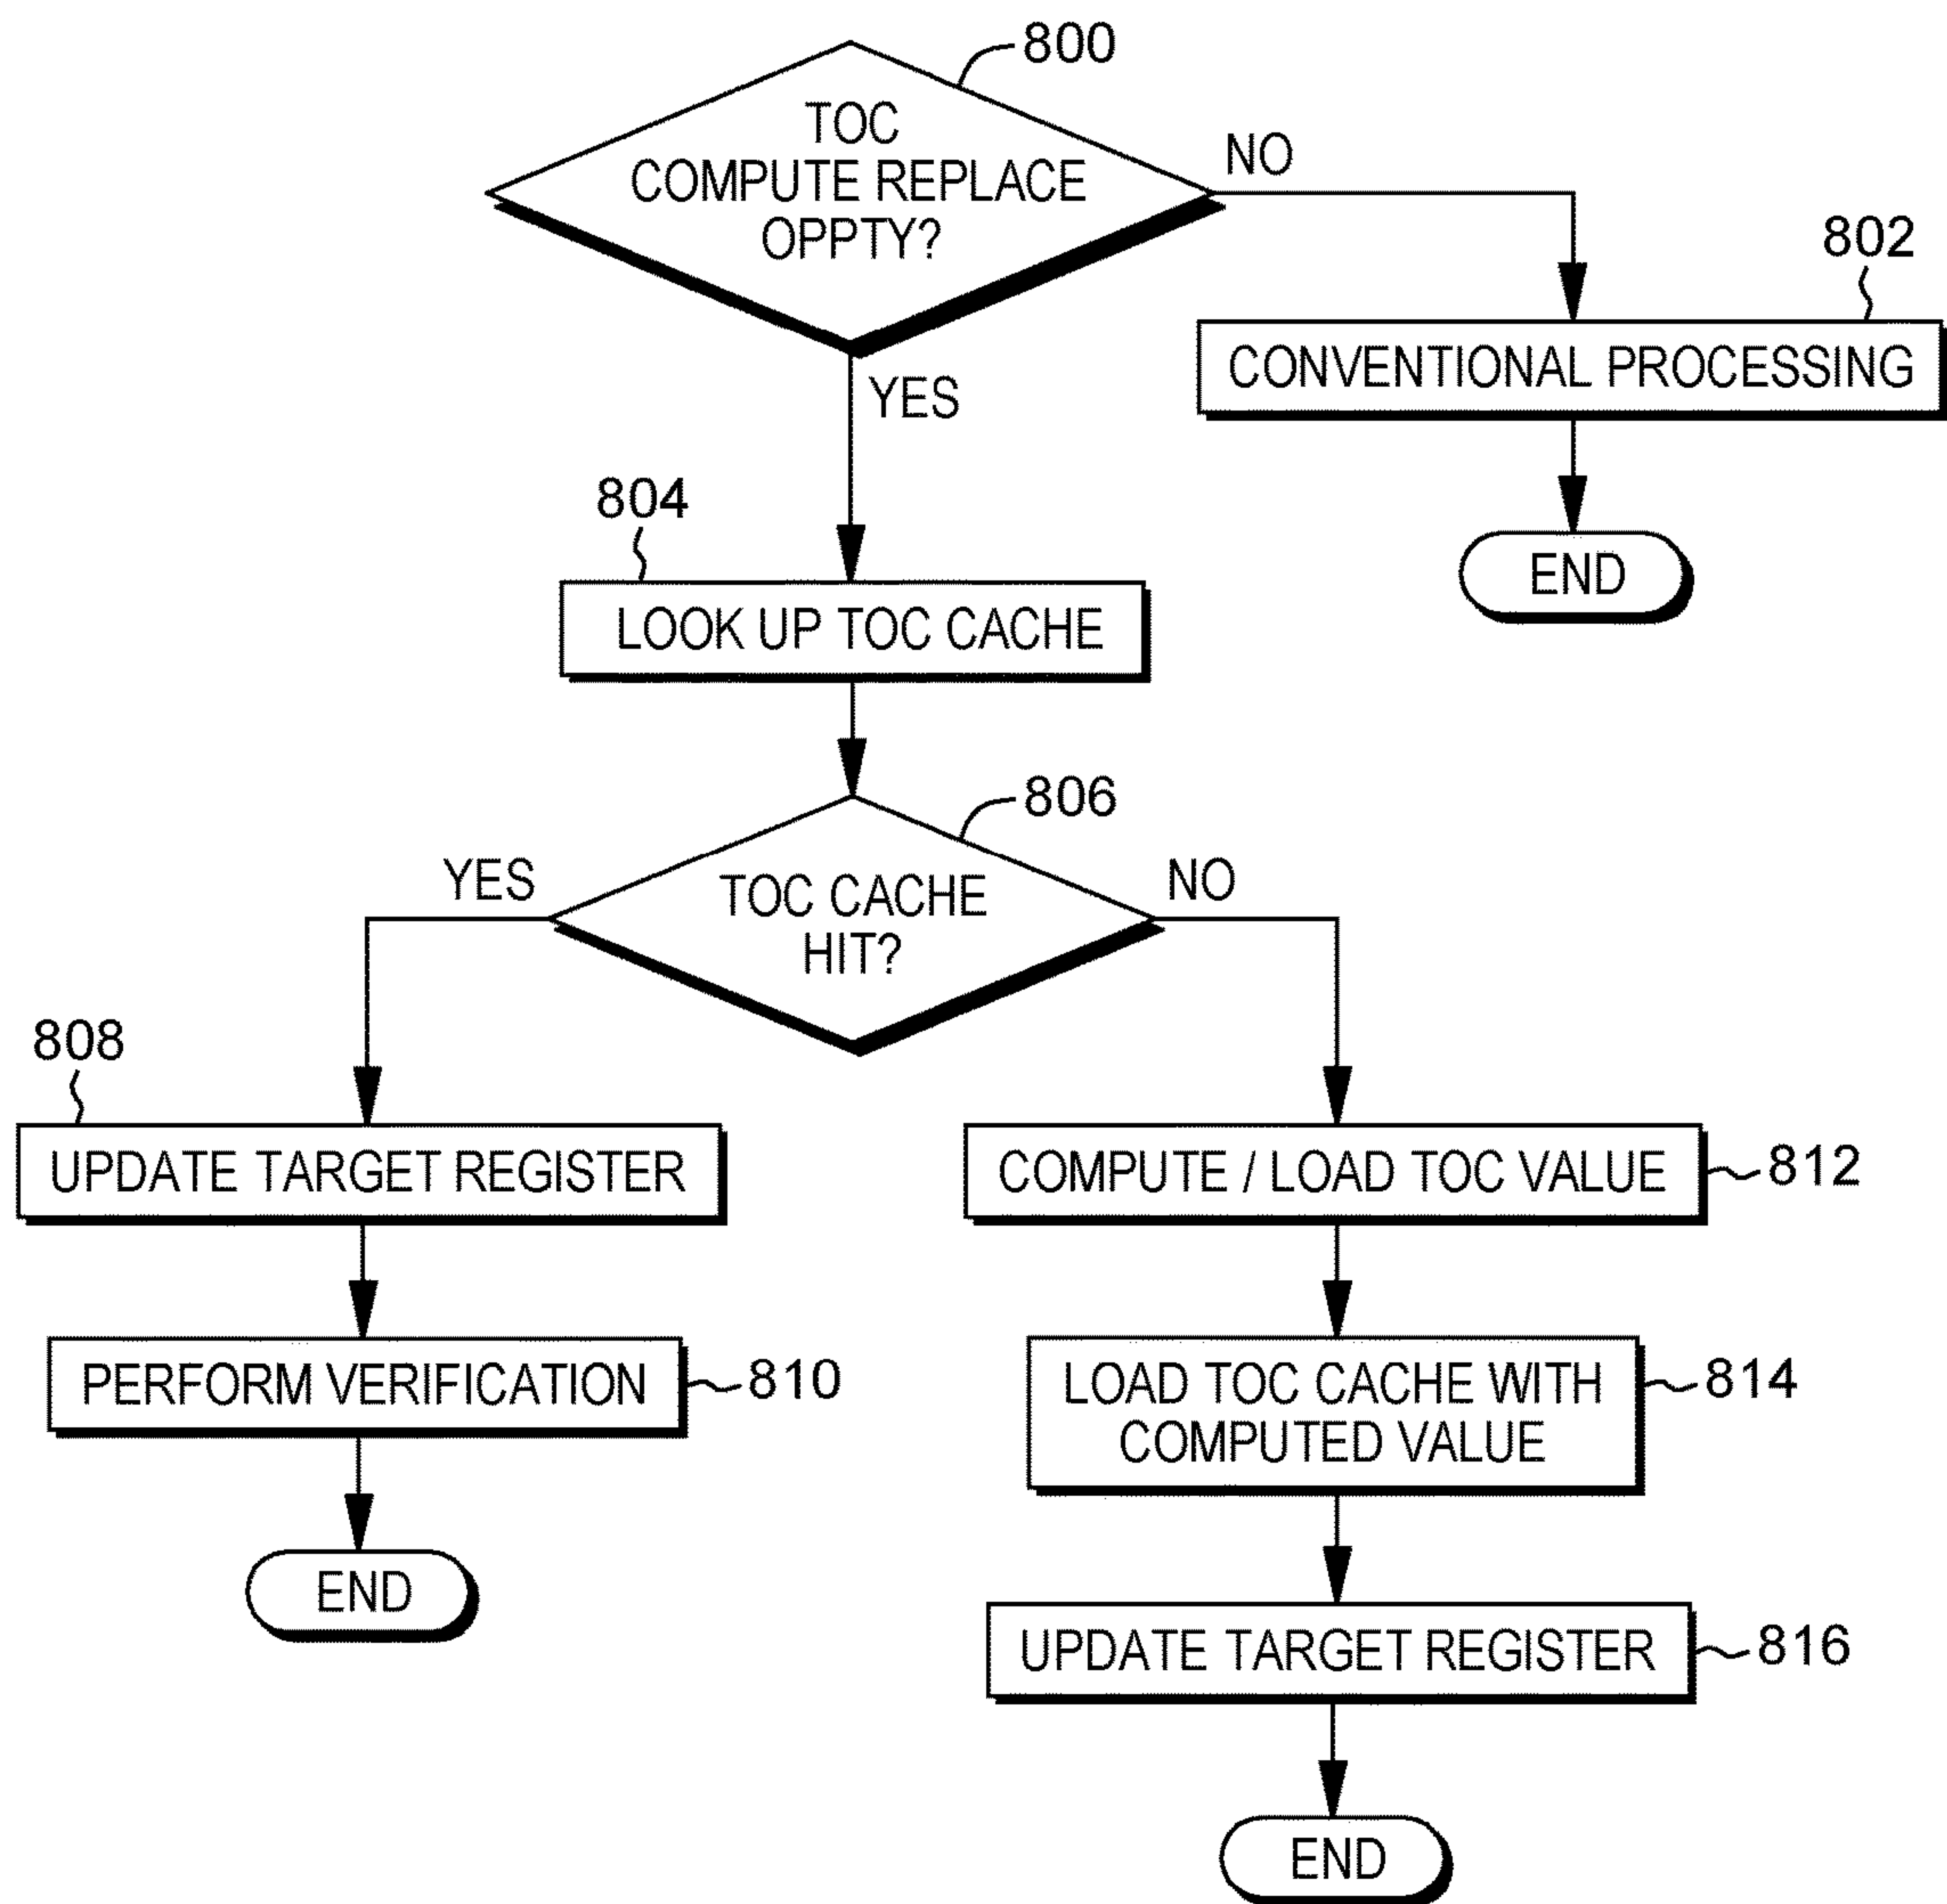 800
TOC
COMPUTE REPLACE
OPPTY?
NO
802
CONVENTIONAL PROCESSING
END
YES
804
LOOK UP TOC CACHE
806
TOC CACHE
HIT?
YES
NO
808
UPDATE TARGET REGISTER
PERFORM VERIFICATION
810
END
COMPUTE / LOAD TOC VALUE
812
LOAD TOC CACHE WITH
COMPUTED VALUE
814
UPDATE TARGET REGISTER
816
END